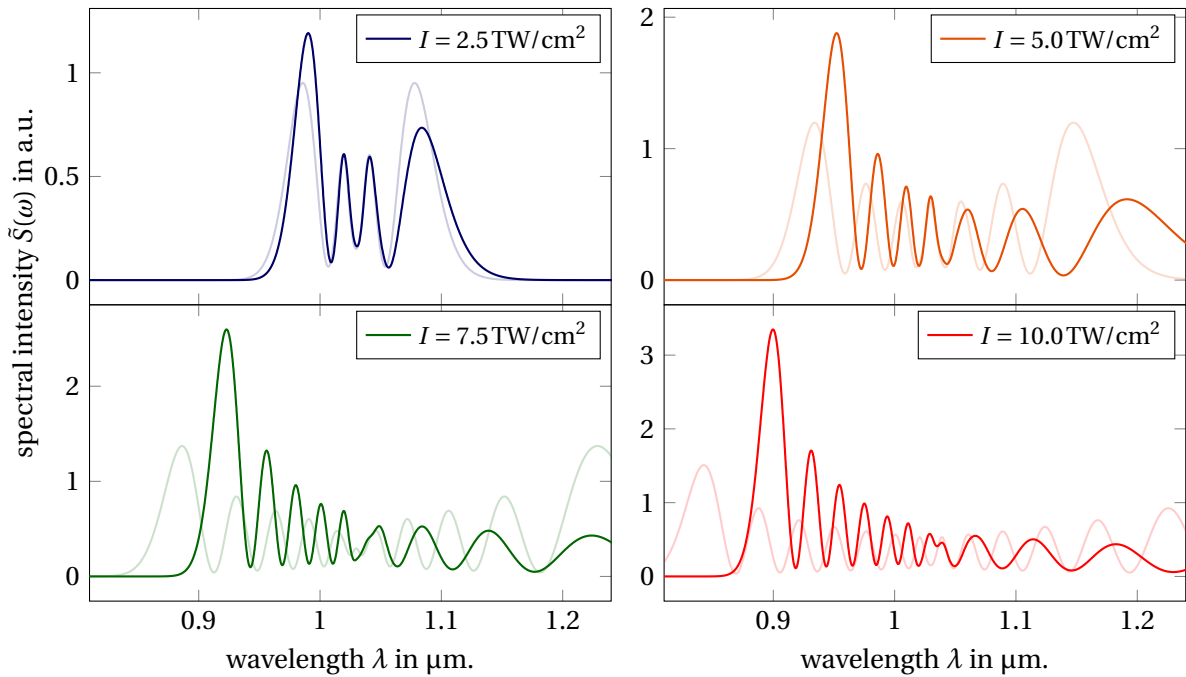 I = 2.5 TW/cm²
I = 5.0 TW/cm²
1
0.5
0
2
1
0
I = 7.5 TW/cm²
I = 10.0 TW/cm²
2
1
0
3
2
1
0
0.9 1 1.1 1.2
0.9 1 1.1 1.2
wavelength λ in μm.
wavelength λ in μm.
spectral intensity S̃(ω) in a.u.